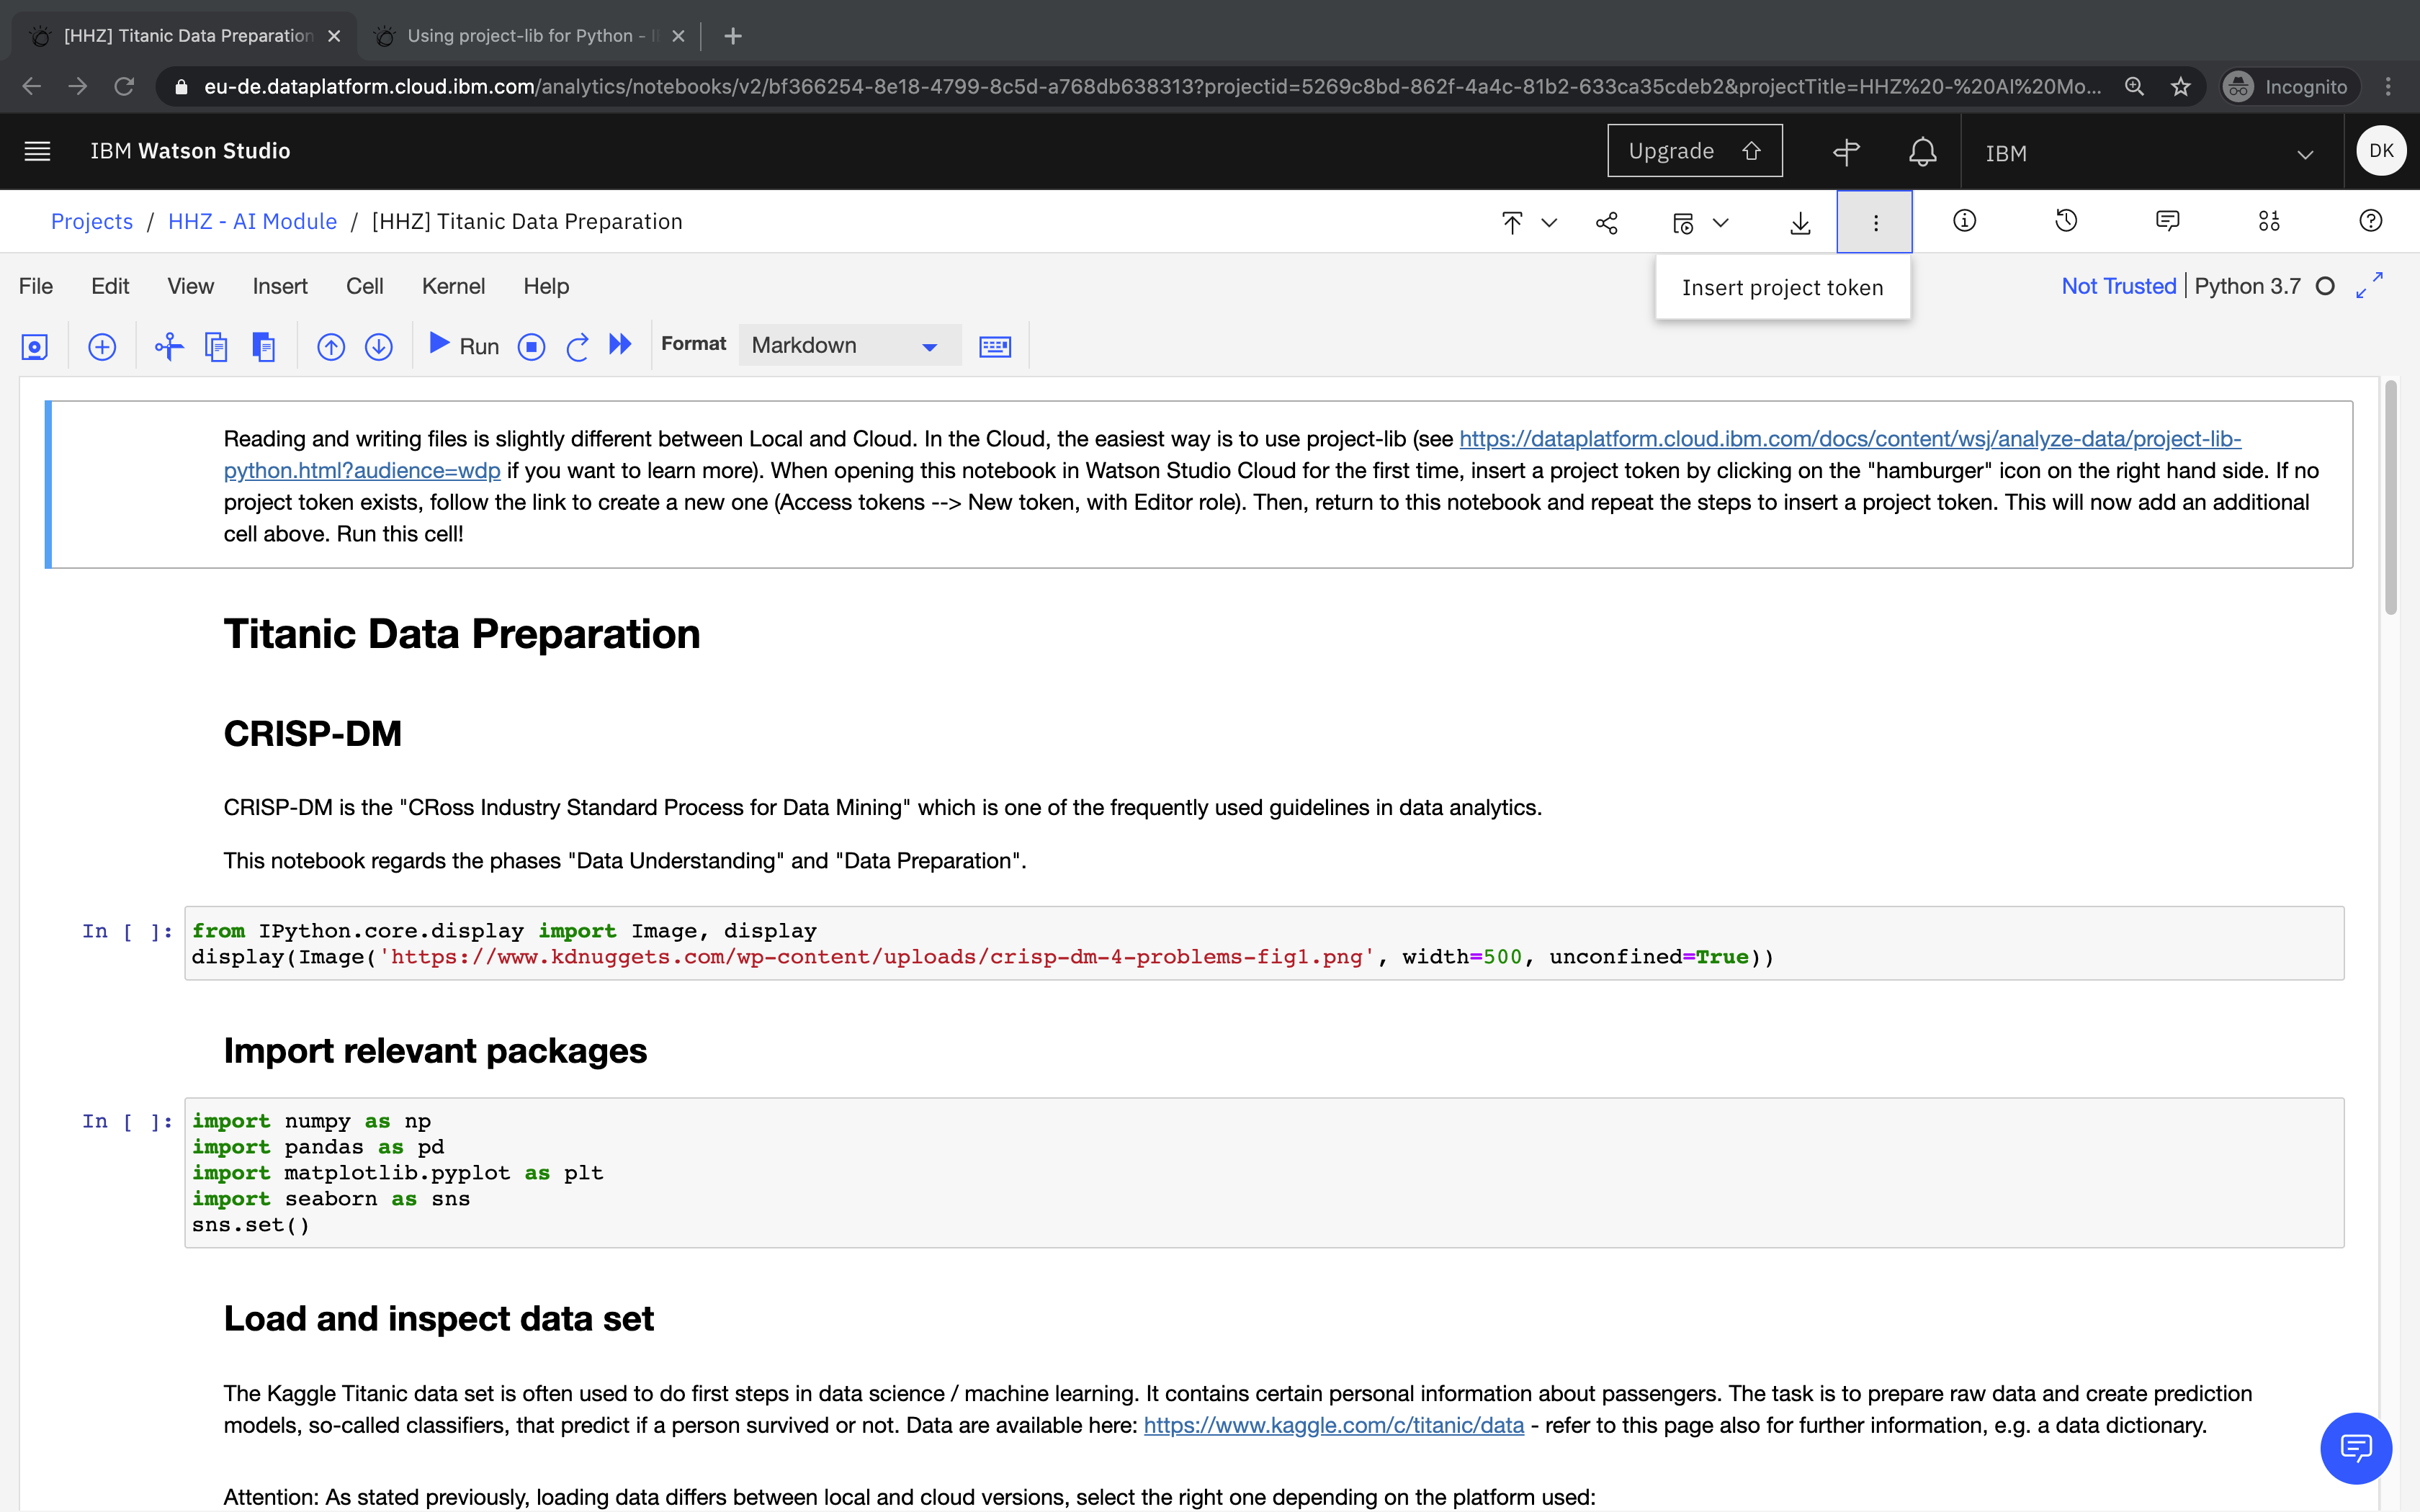 [HHZ] Titanic Data Preparation
Using project-lib for Python - I
eu-de.dataplatform.cloud.ibm.com/analytics/notebooks/v2/bf366254-8e18-4799-8c5d-a768db638313?projectid=5269c8bd-862f-4a4c-81b2-633ca35cdeb2&projectTitle=HHZ%20-%20AI%20Mo...
Incognito
IBM Watson Studio
Upgrade
IBM
DK
Projects / HHZ - AI Module / [HHZ] Titanic Data Preparation
Insert project token
File Edit View Insert Cell Kernel Help
Not Trusted | Python 3.7
Run
Format
Markdown
Reading and writing files is slightly different between Local and Cloud. In the Cloud, the easiest way is to use project-lib (see https://dataplatform.cloud.ibm.com/docs/content/wsj/analyze-data/project-lib-
python.html?audience=wdp if you want to learn more). When opening this notebook in Watson Studio Cloud for the first time, insert a project token by clicking on the "hamburger" icon on the right hand side. If no
project token exists, follow the link to create a new one (Access tokens --> New token, with Editor role). Then, return to this notebook and repeat the steps to insert a project token. This will now add an additional
cell above. Run this cell!
Titanic Data Preparation
CRISP-DM
CRISP-DM is the "CRoss Industry Standard Process for Data Mining" which is one of the frequently used guidelines in data analytics.
This notebook regards the phases "Data Understanding" and "Data Preparation".
In [ ]: from IPython.core.display import Image, display
display(Image('https://www.kdnuggets.com/wp-content/uploads/crisp-dm-4-problems-fig1.png', width=500, unconfined=True))
Import relevant packages
In [ ]: import numpy as np
import pandas as pd
import matplotlib.pyplot as plt
import seaborn as sns
sns.set()
Load and inspect data set
The Kaggle Titanic data set is often used to do first steps in data science / machine learning. It contains certain personal information about passengers. The task is to prepare raw data and create prediction
models, so-called classifiers, that predict if a person survived or not. Data are available here: https://www.kaggle.com/c/titanic/data - refer to this page also for further information, e.g. a data dictionary.
Attention: As stated previously, loading data differs between local and cloud versions, select the right one depending on the platform used: